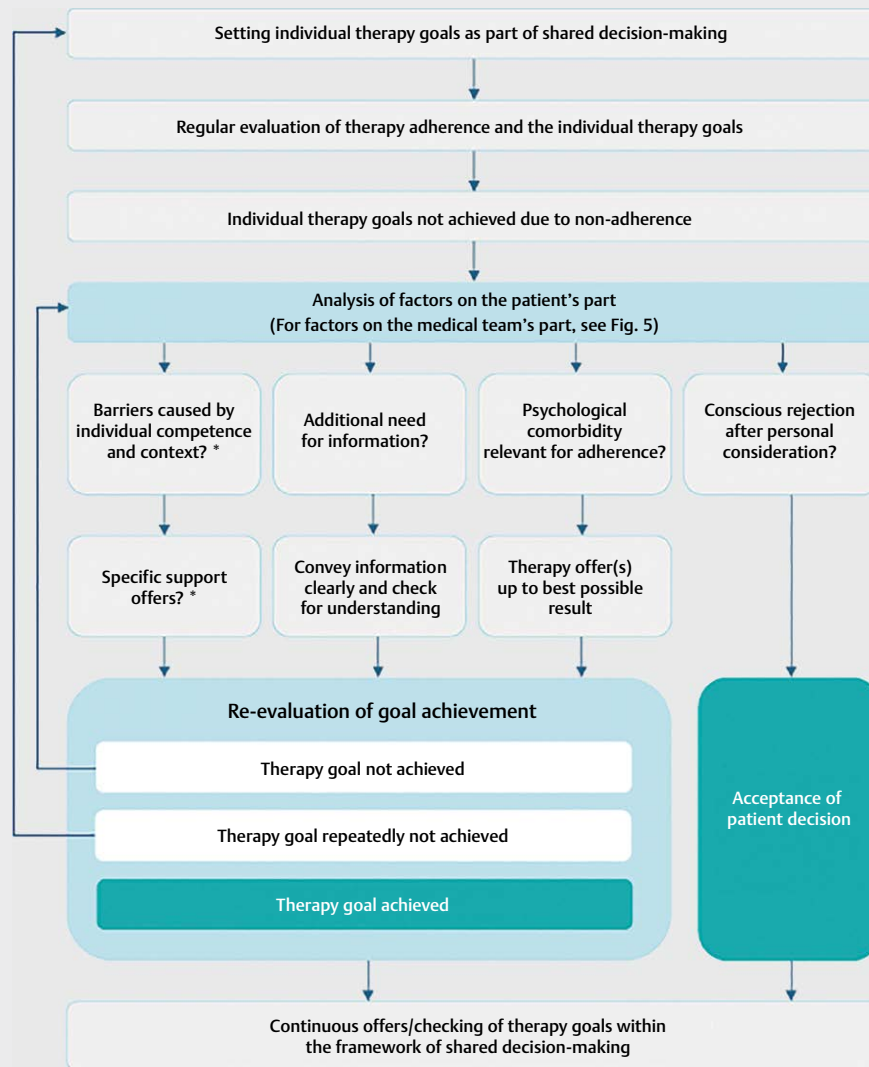 Setting individual therapy goals as part of shared decision-making
Regular evaluation of therapy adherence and the individual therapy goals
Individual therapy goals not achieved due to non-adherence
Analysis of factors on the patient's part
(For factors on the medical team's part, see Fig. 5)
Barriers caused by
individual competence
and context? *
Additional need
for information?
Psychological
comorbidity
relevant for adherence?
Conscious rejection
after personal
consideration?
Specific support
offers? *
Convey information
clearly and check
for understanding
Therapy offer(s)
up to best possible
result
Re-evaluation of goal achievement
Therapy goal not achieved
Therapy goal repeatedly not achieved
Therapy goal achieved
Acceptance of
patient decision
Continuous offers/checking of therapy goals within
the framework of shared decision-making